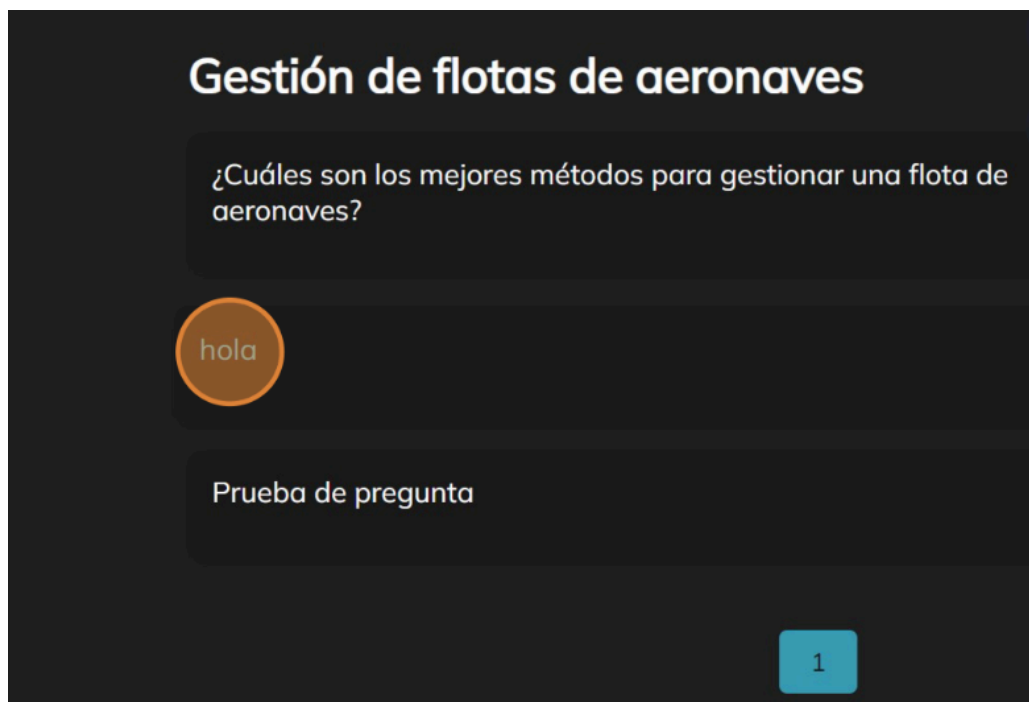 Gestión de flotas de aeronaves
¿Cuáles son los mejores métodos para gestionar una flota de
aeronaves?
hola
Prueba de pregunta
1